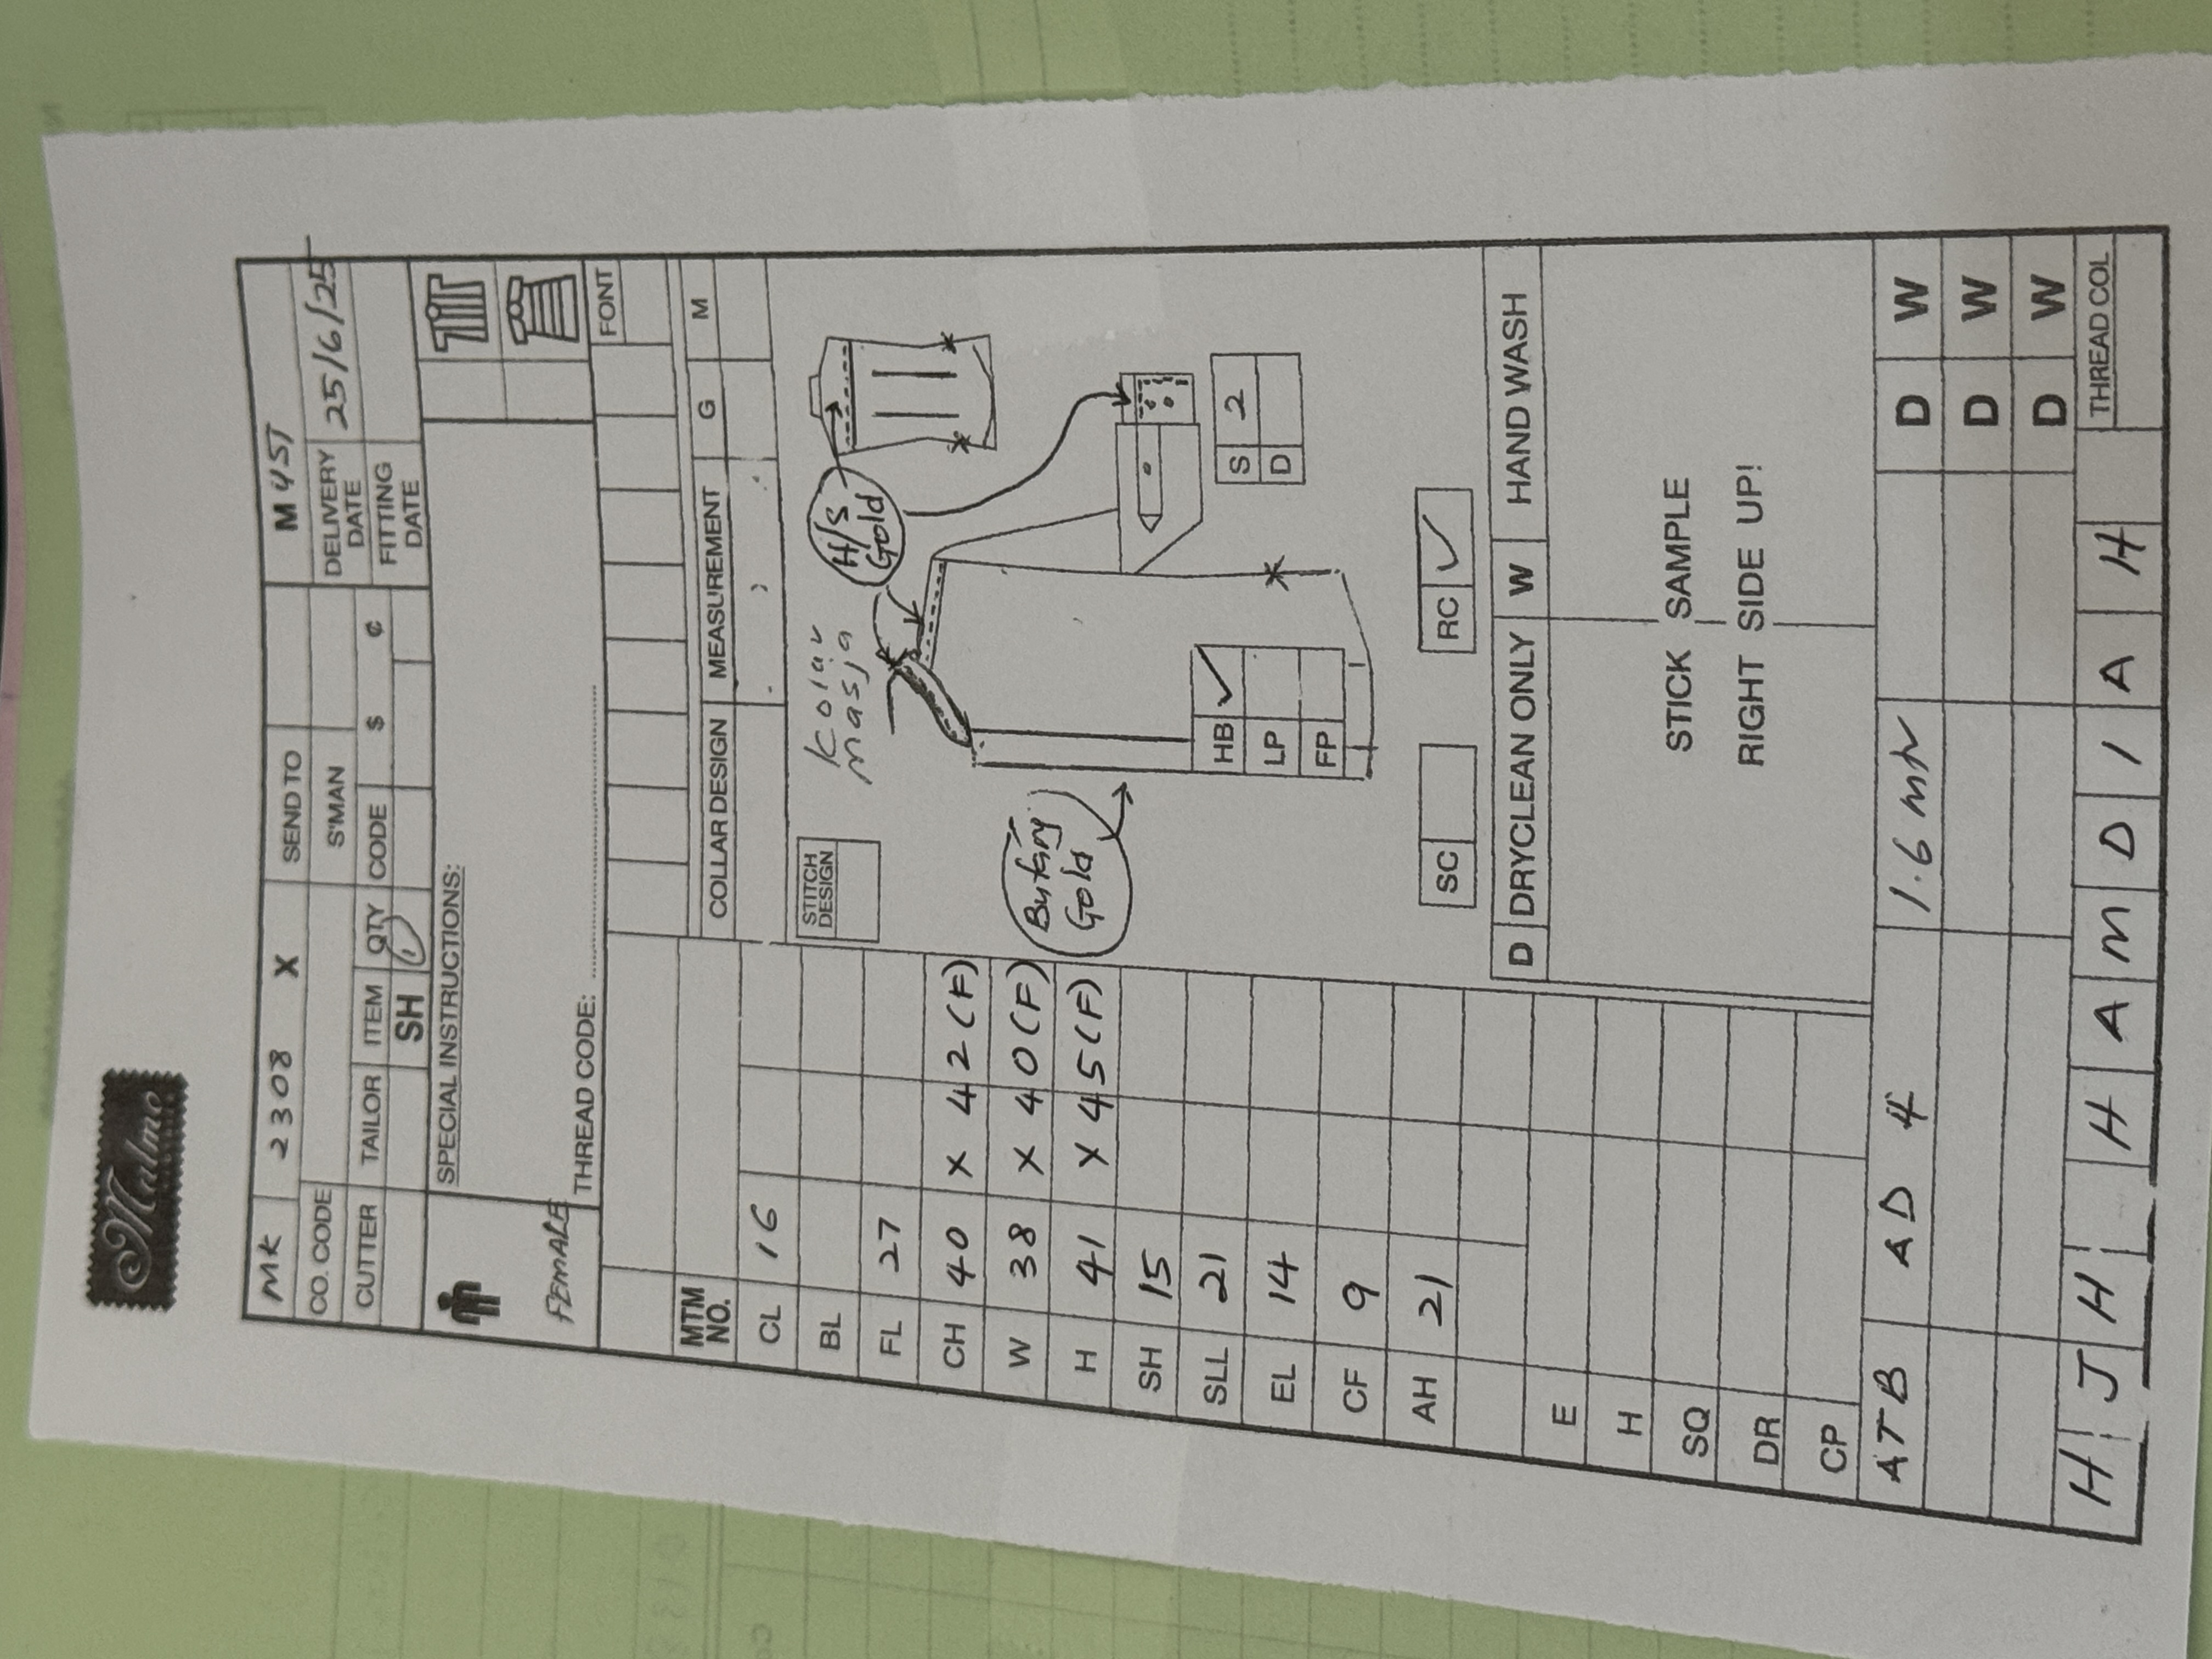 Malmo
MK 2308 X SEND TO M YST
CO. CODE S'MAN DELIVERY DATE 25/6/25
CUTTER TAILOR ITEM QTY CODE $ ¢ FITTING DATE
SH 1
SPECIAL INSTRUCTIONS:
FEMALE
THREAD CODE:
FONT
MTM NO.
COLLAR DESIGN MEASUREMENT G M
CL 16
BL
FL 27
CH 40 X 42 (F)
W 38 X 40 (F)
H 41 X 45 (F)
SH 15
SLL 21
EL 14
CF 9
AH 21
E
H
SQ
DR
CP
STITCH DESIGN
Kolar
masja
H/S
Gold
Butang
Gold
HB ✓
LP
FP
S 2
D
SC
RC ✓
D DRYCLEAN ONLY W HAND WASH
STICK SAMPLE
RIGHT SIDE UP!
ATB AD 4 1.6 mtr D W
D W
D W
H J H H A M D I A H
THREAD COL